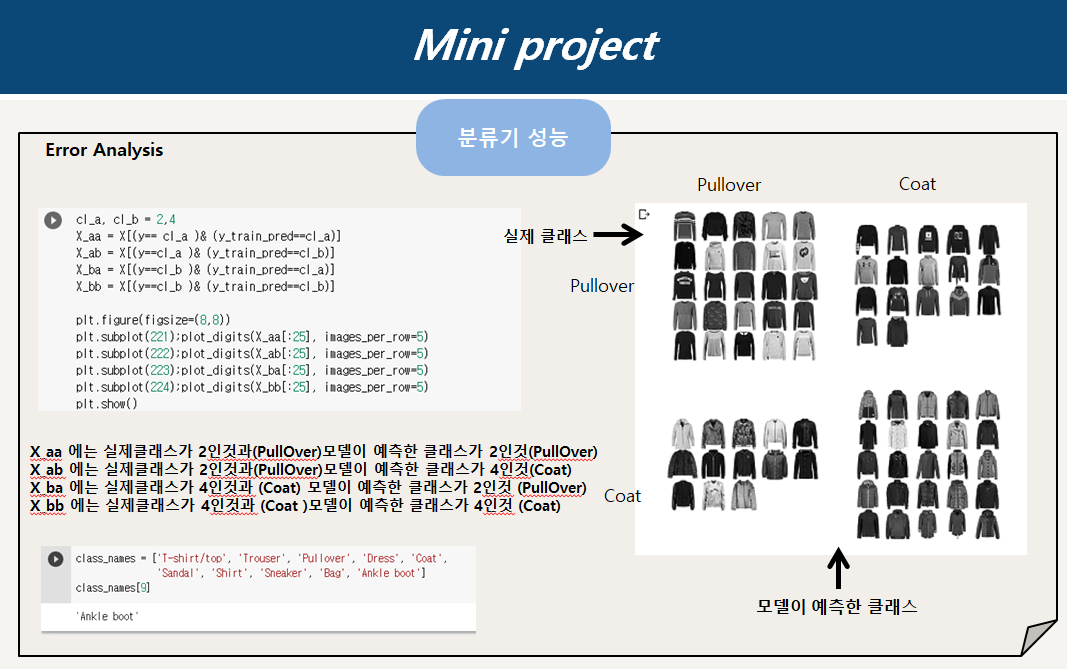 Mini project
분류기 성능
Error Analysis
cl_a, cl_b = 2,4
X_aa = X[(y== cl_a )& (y_train_pred==cl_a)]
X_ab = X[(y==cl_a )& (y_train_pred==cl_b)]
X_ba = X[(y==cl_b )& (y_train_pred==cl_a)]
X_bb = X[(y==cl_b )& (y_train_pred==cl_b)]
plt.figure(figsize=(8,8))
plt.subplot(221);plot_digits(X_aa[:25], images_per_row=5)
plt.subplot(222);plot_digits(X_ab[:25], images_per_row=5)
plt.subplot(223);plot_digits(X_ba[:25], images_per_row=5)
plt.subplot(224);plot_digits(X_bb[:25], images_per_row=5)
plt.show()
X_aa 에는 실제클래스가 2인것과(PullOver)모델이 예측한 클래스가 2인것(PullOver)
X_ab 에는 실제클래스가 2인것과(PullOver)모델이 예측한 클래스가 4인것(Coat)
X_ba 에는 실제클래스가 4인것과 (Coat) 모델이 예측한 클래스가 2인것 (PullOver)
X_bb 에는 실제클래스가 4인것과 (Coat )모델이 예측한 클래스가 4인것 (Coat)
class_names = ['T-shirt/top', 'Trouser', 'Pullover', 'Dress', 'Coat',
'Sandal', 'Shirt', 'Sneaker', 'Bag', 'Ankle boot']
class_names[9]
'Ankle boot'
Pullover
Coat
실제 클래스
Pullover
Coat
모델이 예측한 클래스